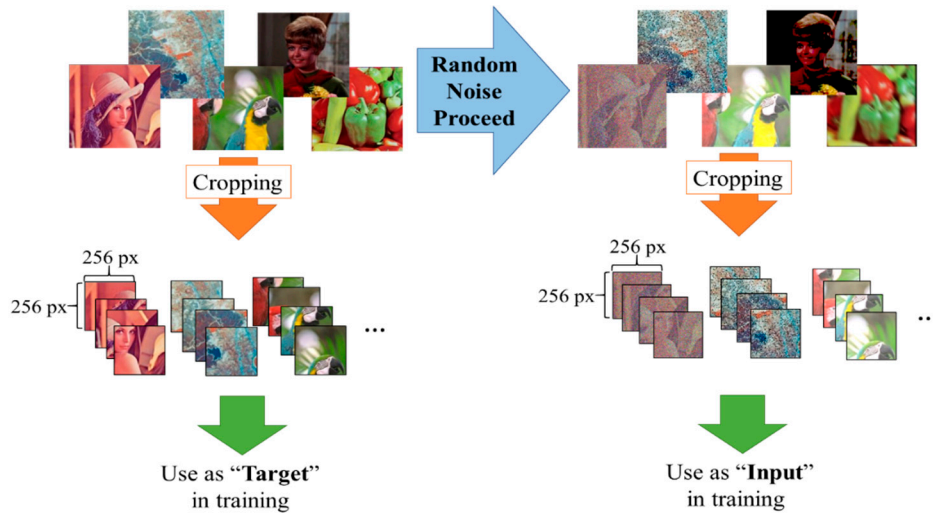 Random
Noise
Proceed
Cropping
Cropping
256 px
256 px
...
256 px
256 px
..
Use as “Target”
in training
Use as “Input”
in training